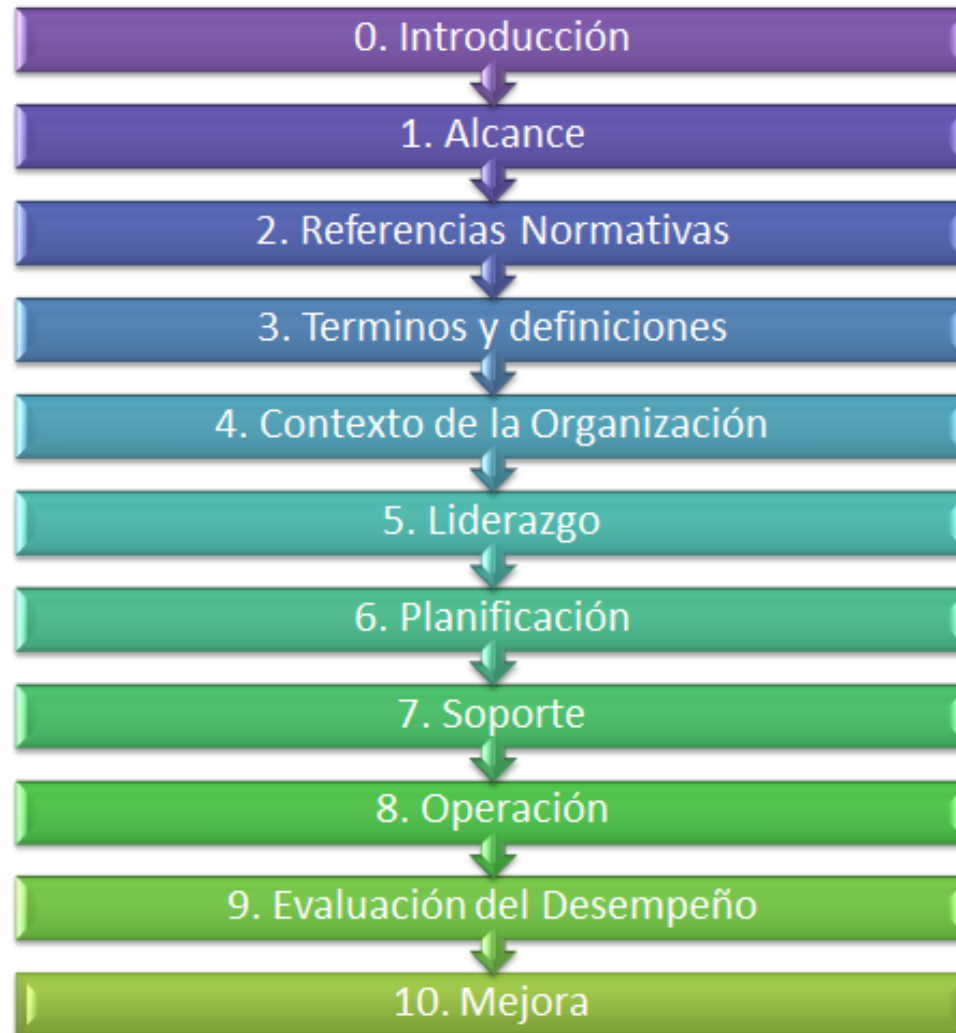 0. Introducción
1. Alcance
2. Referencias Normativas
3. Terminos y definiciones
4. Contexto de la Organización
5. Liderazgo
6. Planificación
7. Soporte
8. Operación
9. Evaluación del Desempeño
10. Mejora